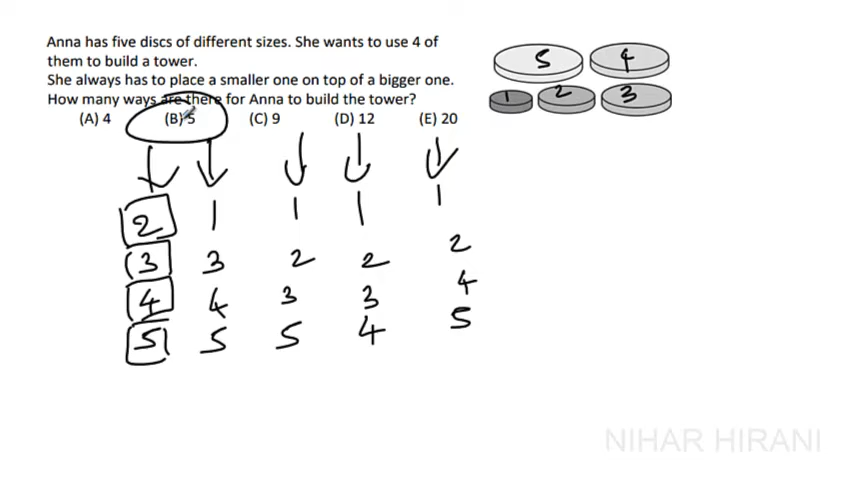 Anna has five discs of different sizes. She wants to use 4 of
them to build a tower.
She always has to place a smaller one on top of a bigger one.
How many ways are there for Anna to build the tower?
(A) 4 (B) 5 (C) 9 (D) 12 (E) 20
5 4
1 2 3
2 1 1 1 1
3 3 2 2 2
4 4 3 3 4
5 5 5 4 5
NIHAR HIRANI